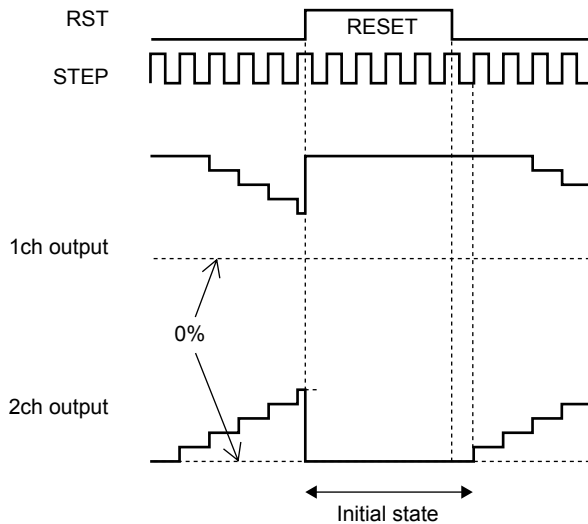 RST
RESET
STEP
1ch output
0%
2ch output
Initial state